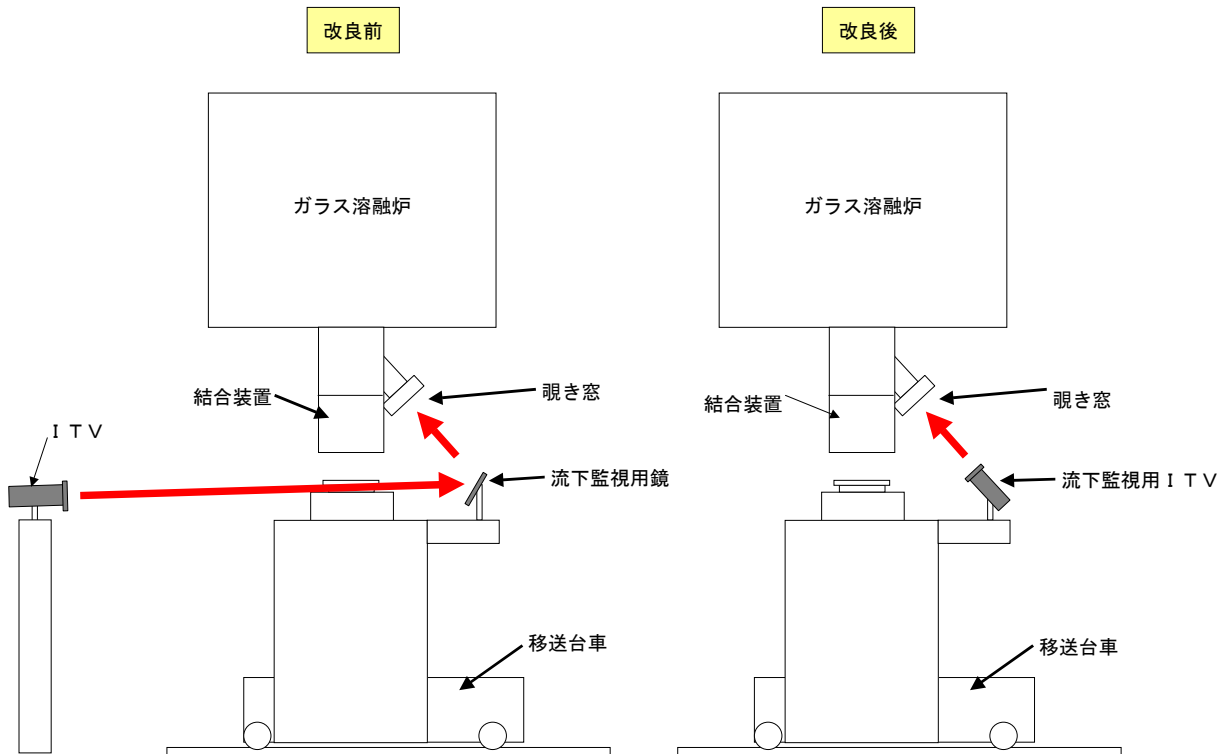 改良前
改良後
ガラス溶融炉
ガラス溶融炉
結合装置
覗き窓
結合装置
覗き窓
ＩＴＶ
流下監視用鏡
流下監視用ＩＴＶ
移送台車
移送台車